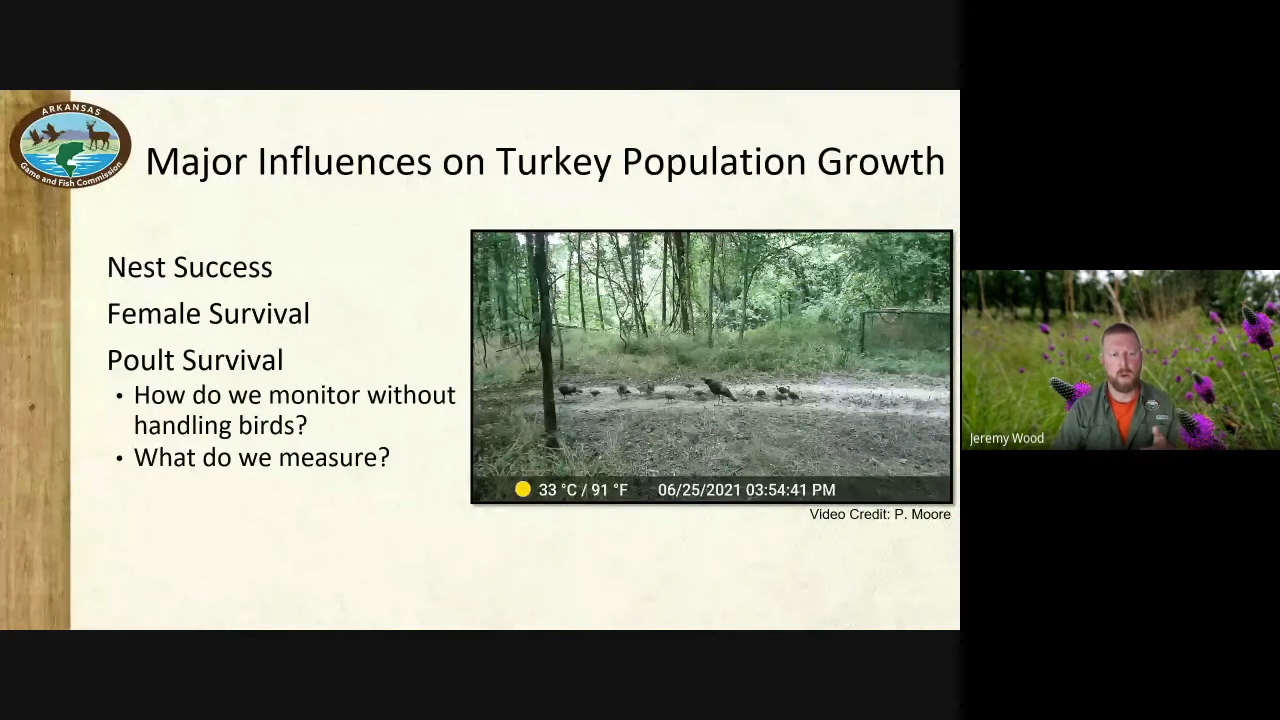 ARKANSAS
Game and Fish Commission
Major Influences on Turkey Population Growth
Nest Success
Female Survival
Poult Survival
• How do we monitor without
handling birds?
• What do we measure?
33 °C / 91 °F 06/25/2021 03:54:41 PM
Video Credit: P. Moore
Jeremy Wood